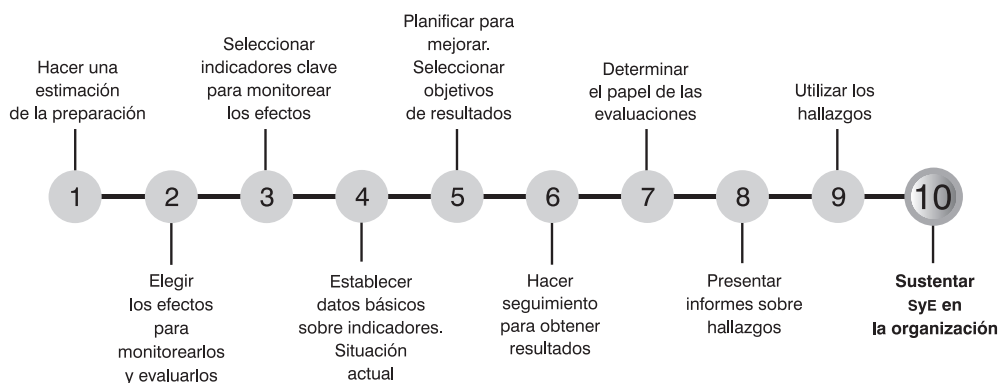 Hacer una
estimación
de la preparación
Seleccionar
indicadores clave
para monitorear
los efectos
Planificar para
mejorar.
Seleccionar
objetivos
de resultados
Determinar
el papel de las
evaluaciones
Utilizar los
hallazgos
1
2
3
4
5
6
7
8
9
10
Elegir
los efectos
para
monitorearlos
y evaluarlos
Establecer
datos básicos
sobre indicadores.
Situación
actual
Hacer
seguimiento
para obtener
resultados
Presentar
informes sobre
hallazgos
Sustentar
SyE en
la organización